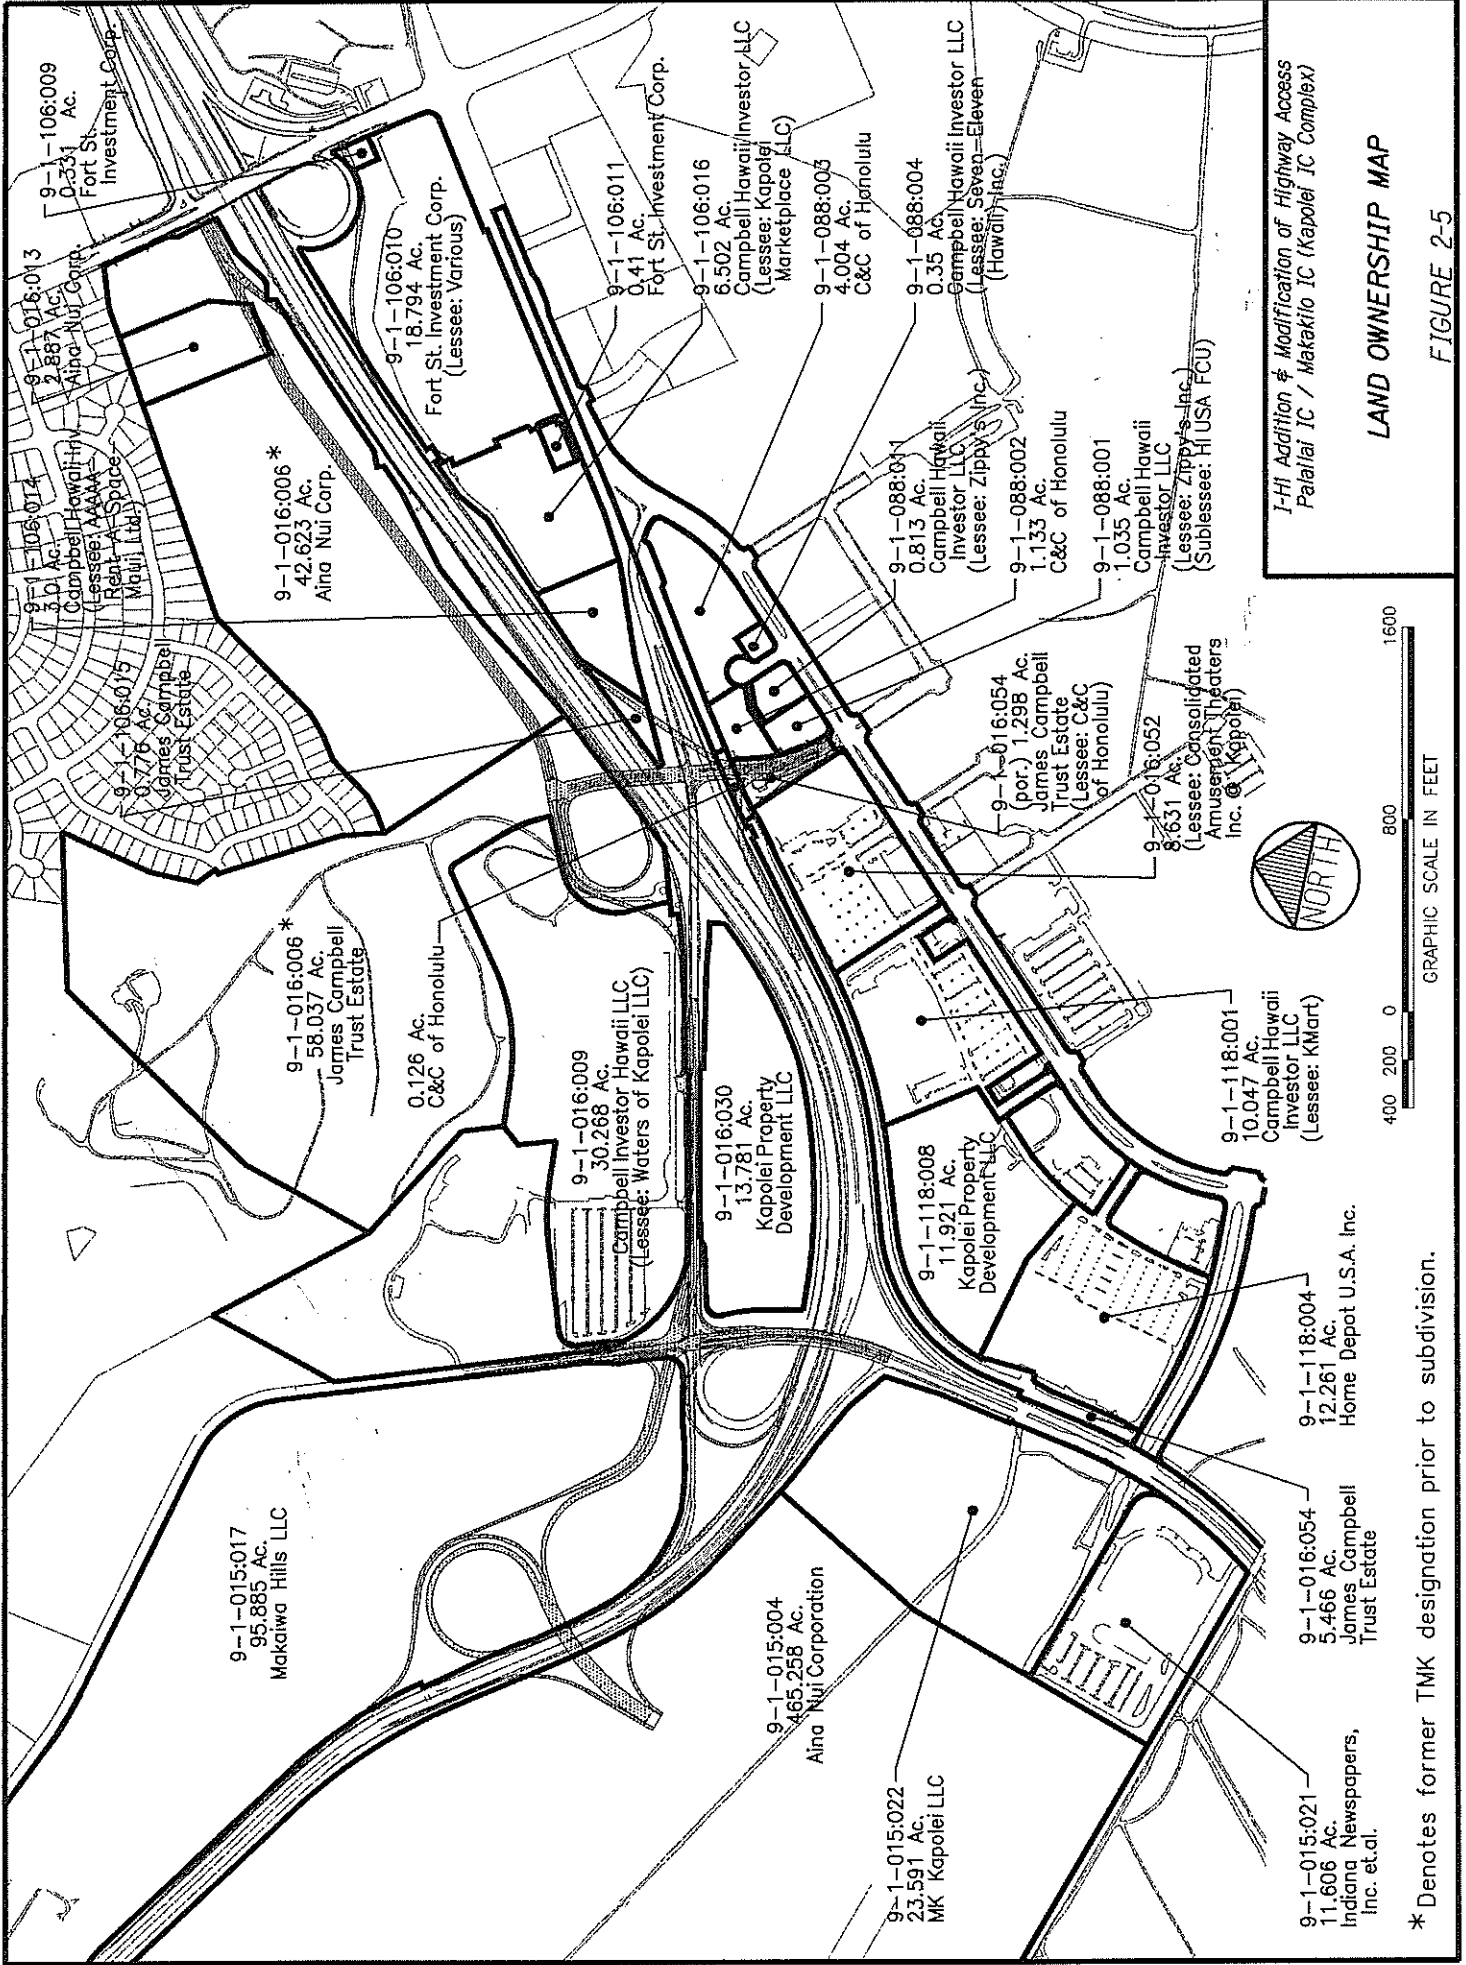 9-1-106:009
0.331 Ac.
Fort St.
Investment Corp.
9-1-016:013
2.887 Ac.
Aina Nui Corp.
9-1-106:014
3.0 Ac.
Campbell Hawaii Inv.
(Lessee: AAAAA
Rent-A-Space
Maui, Ltd.)
9-1-106:015
0.776 Ac.
James Campbell
Trust Estate
9-1-016:006 *
42.623 Ac.
Aina Nui Corp.
9-1-106:010
18.794 Ac.
Fort St. Investment Corp.
(Lessee: Various)
9-1-106:011
0.41 Ac.
Fort St. Investment Corp.
9-1-106:016
6.502 Ac.
Campbell Hawaii Investor LLC
(Lessee: Kapolei
Marketplace LLC)
9-1-088:003
4.004 Ac.
C&C of Honolulu
9-1-088:004
0.35 Ac.
Campbell Hawaii Investor LLC
(Lessee: Seven-Eleven
(Hawaii), Inc.)
9-1-088:011
0.813 Ac.
Campbell Hawaii
Investor LLC
(Lessee: Zippy's Inc.)
9-1-088:002
1.133 Ac.
C&C of Honolulu
9-1-088:001
1.035 Ac.
Campbell Hawaii
Investor LLC
(Lessee: Zippy's Inc.)
(Sublessee: HI USA FCU)
9-1-016:006 *
58.037 Ac.
James Campbell
Trust Estate
0.126 Ac.
C&C of Honolulu
9-1-016:009
30.268 Ac.
Campbell Investor Hawaii LLC
(Lessee: Waters of Kapolei LLC)
9-1-016:030
13.781 Ac.
Kapolei Property
Development LLC
9-1-016:054
(por.) 1.298 Ac.
James Campbell
Trust Estate
(Lessee: C&C
of Honolulu)
9-1-016:052
8.631 Ac.
(Lessee: Consolidated
Amusement Theaters
Inc. @ Kapolei)
9-1-118:001
10.047 Ac.
Campbell Hawaii
Investor LLC
(Lessee: KMart)
9-1-118:008
11.921 Ac.
Kapolei Property
Development LLC
9-1-118:004
12.261 Ac.
Home Depot U.S.A. Inc.
9-1-016:054
5.466 Ac.
James Campbell
Trust Estate
9-1-015:017
95.885 Ac.
Makaiwa Hills LLC
9-1-015:04
465.258 Ac.
Aina Nui Corporation
9-1-015:022
23.591 Ac.
MK Kapolei LLC
9-1-015:021
11.606 Ac.
Indiana Newspapers,
Inc. et.al.
* Denotes former TMK designation prior to subdivision.
NORTH
400 200 0 800 1600
GRAPHIC SCALE IN FEET
I-H1 Addition & Modification of Highway Access
Palailai IC / Makakilo IC (Kapolei IC Complex)
LAND OWNERSHIP MAP
FIGURE 2-5